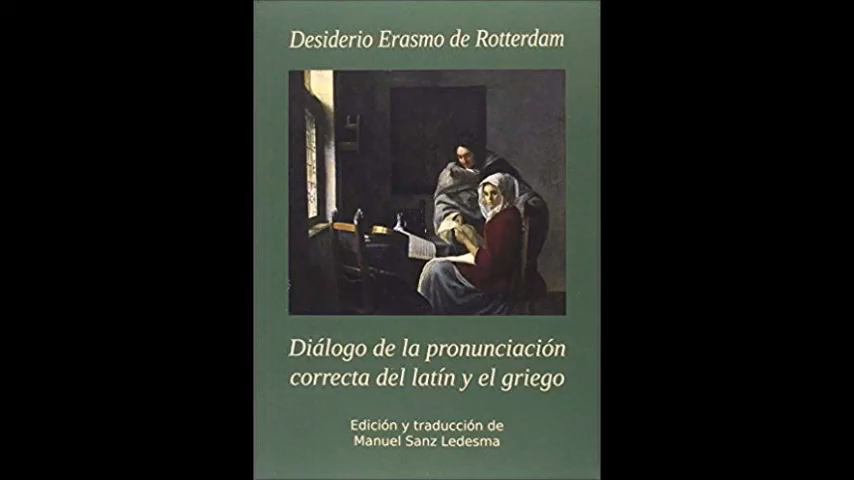 Desiderio Erasmo de Rotterdam
Diálogo de la pronunciación
correcta del latín y el griego
Edición y traducción de
Manuel Sanz Ledesma